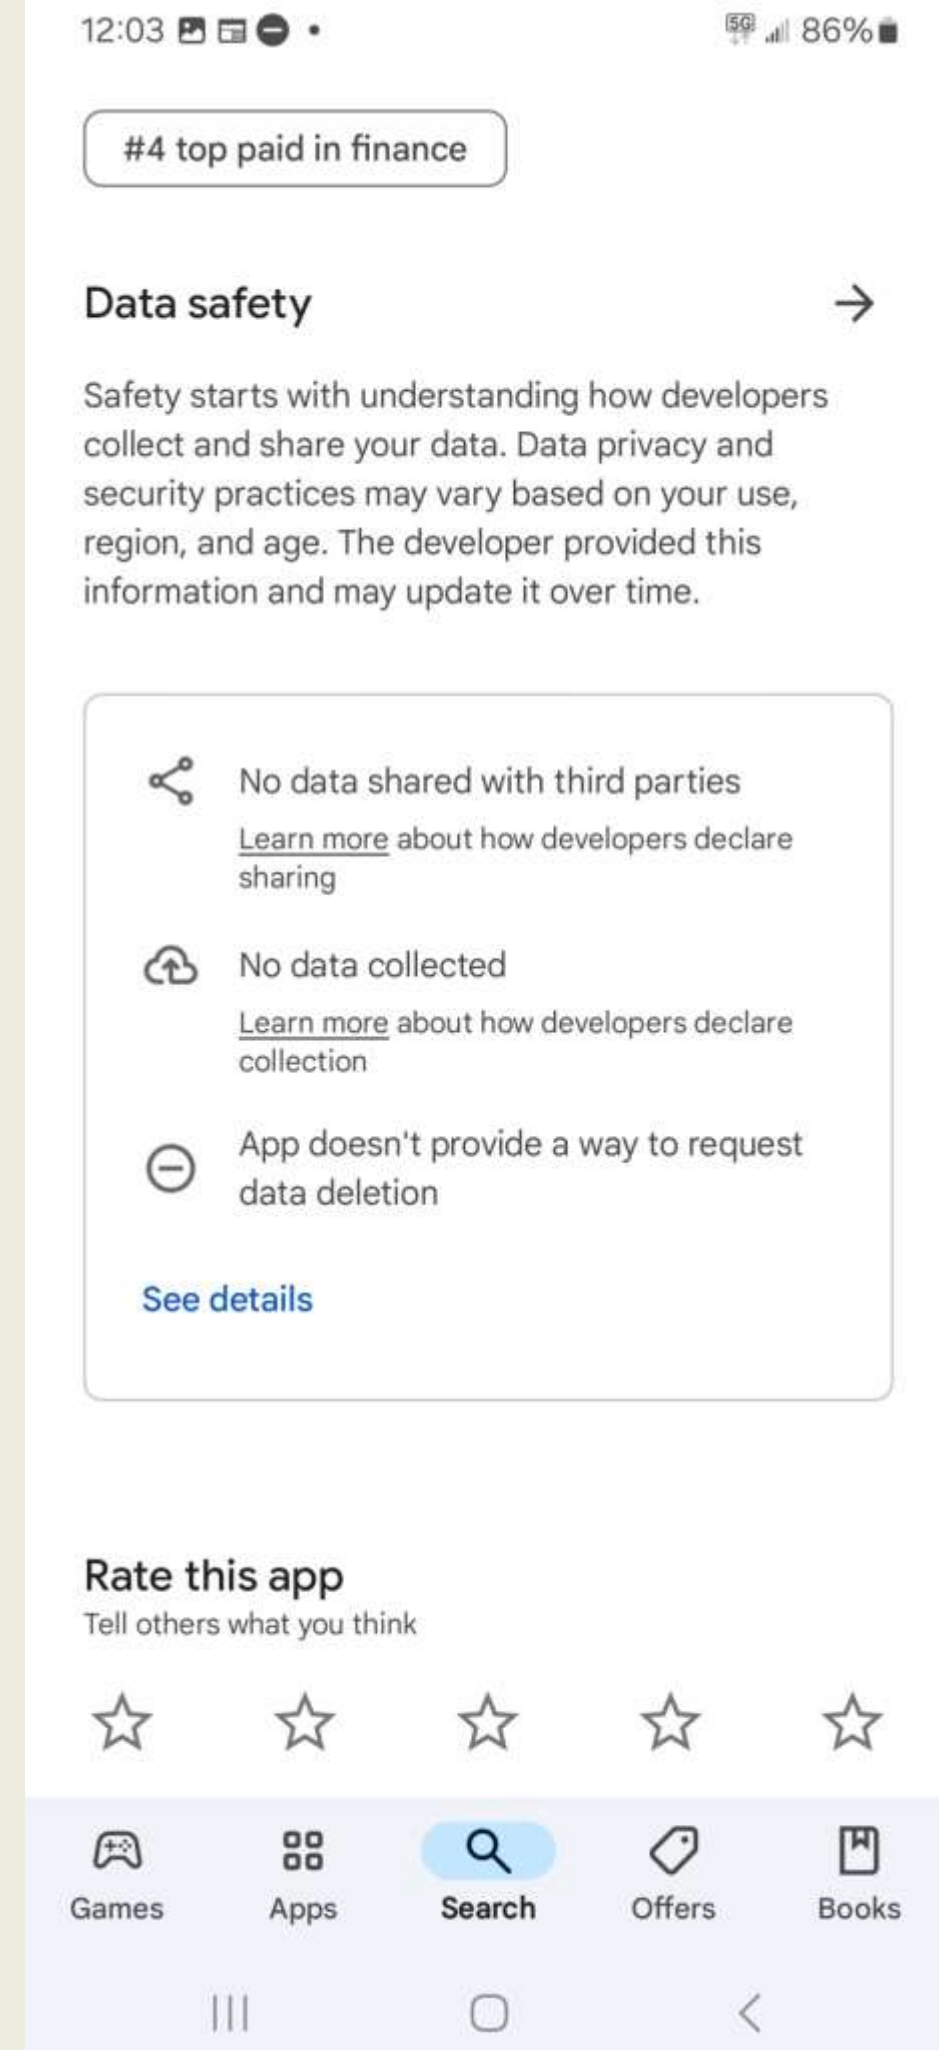 12:03
5G
86%
#4 top paid in finance
Data safety
Safety starts with understanding how developers
collect and share your data. Data privacy and
security practices may vary based on your use,
region, and age. The developer provided this
information and may update it over time.
No data shared with third parties
Learn more about how developers declare
sharing
No data collected
Learn more about how developers declare
collection
App doesn't provide a way to request
data deletion
See details
Rate this app
Tell others what you think
Games
Apps
Search
Offers
Books